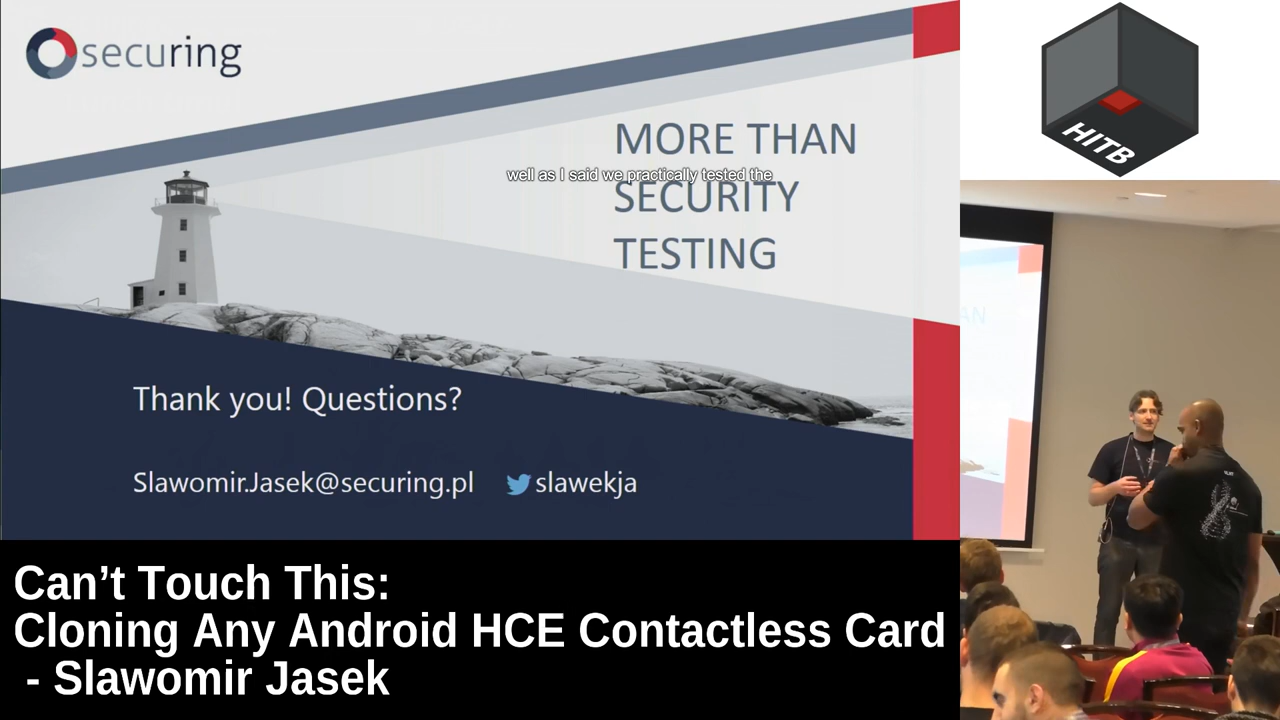 securing
MORE THAN
SECURITY
TESTING
well as I said we practically tested the
Thank you! Questions?
Slawomir.Jasek@securing.pl
slawekja
HITB
Can’t Touch This:
Cloning Any Android HCE Contactless Card
- Slawomir Jasek